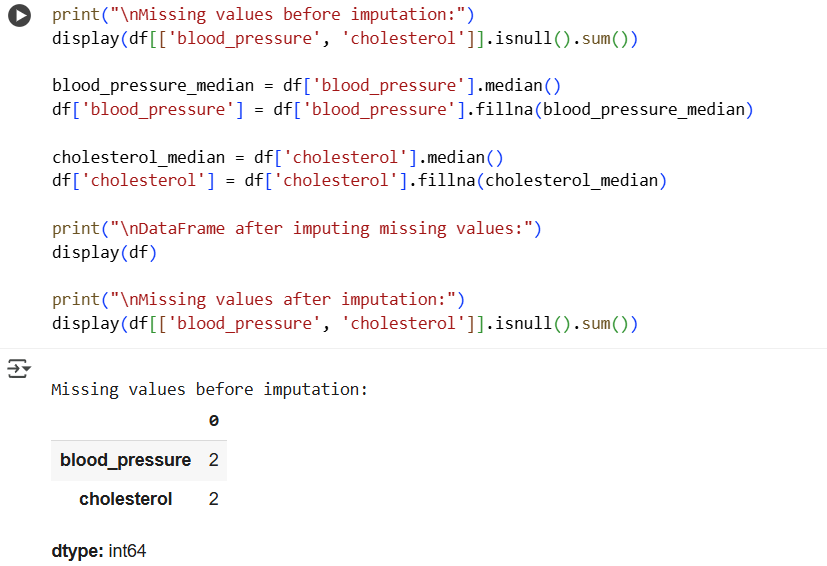 print("\nMissing values before imputation:")
display(df[['blood_pressure', 'cholesterol']].isnull().sum())
blood_pressure_median = df['blood_pressure'].median()
df['blood_pressure'] = df['blood_pressure'].fillna(blood_pressure_median)
cholesterol_median = df['cholesterol'].median()
df['cholesterol'] = df['cholesterol'].fillna(cholesterol_median)
print("\nDataFrame after imputing missing values:")
display(df)
print("\nMissing values after imputation:")
display(df[['blood_pressure', 'cholesterol']].isnull().sum())
Missing values before imputation:
0
blood_pressure 2
cholesterol 2
dtype: int64